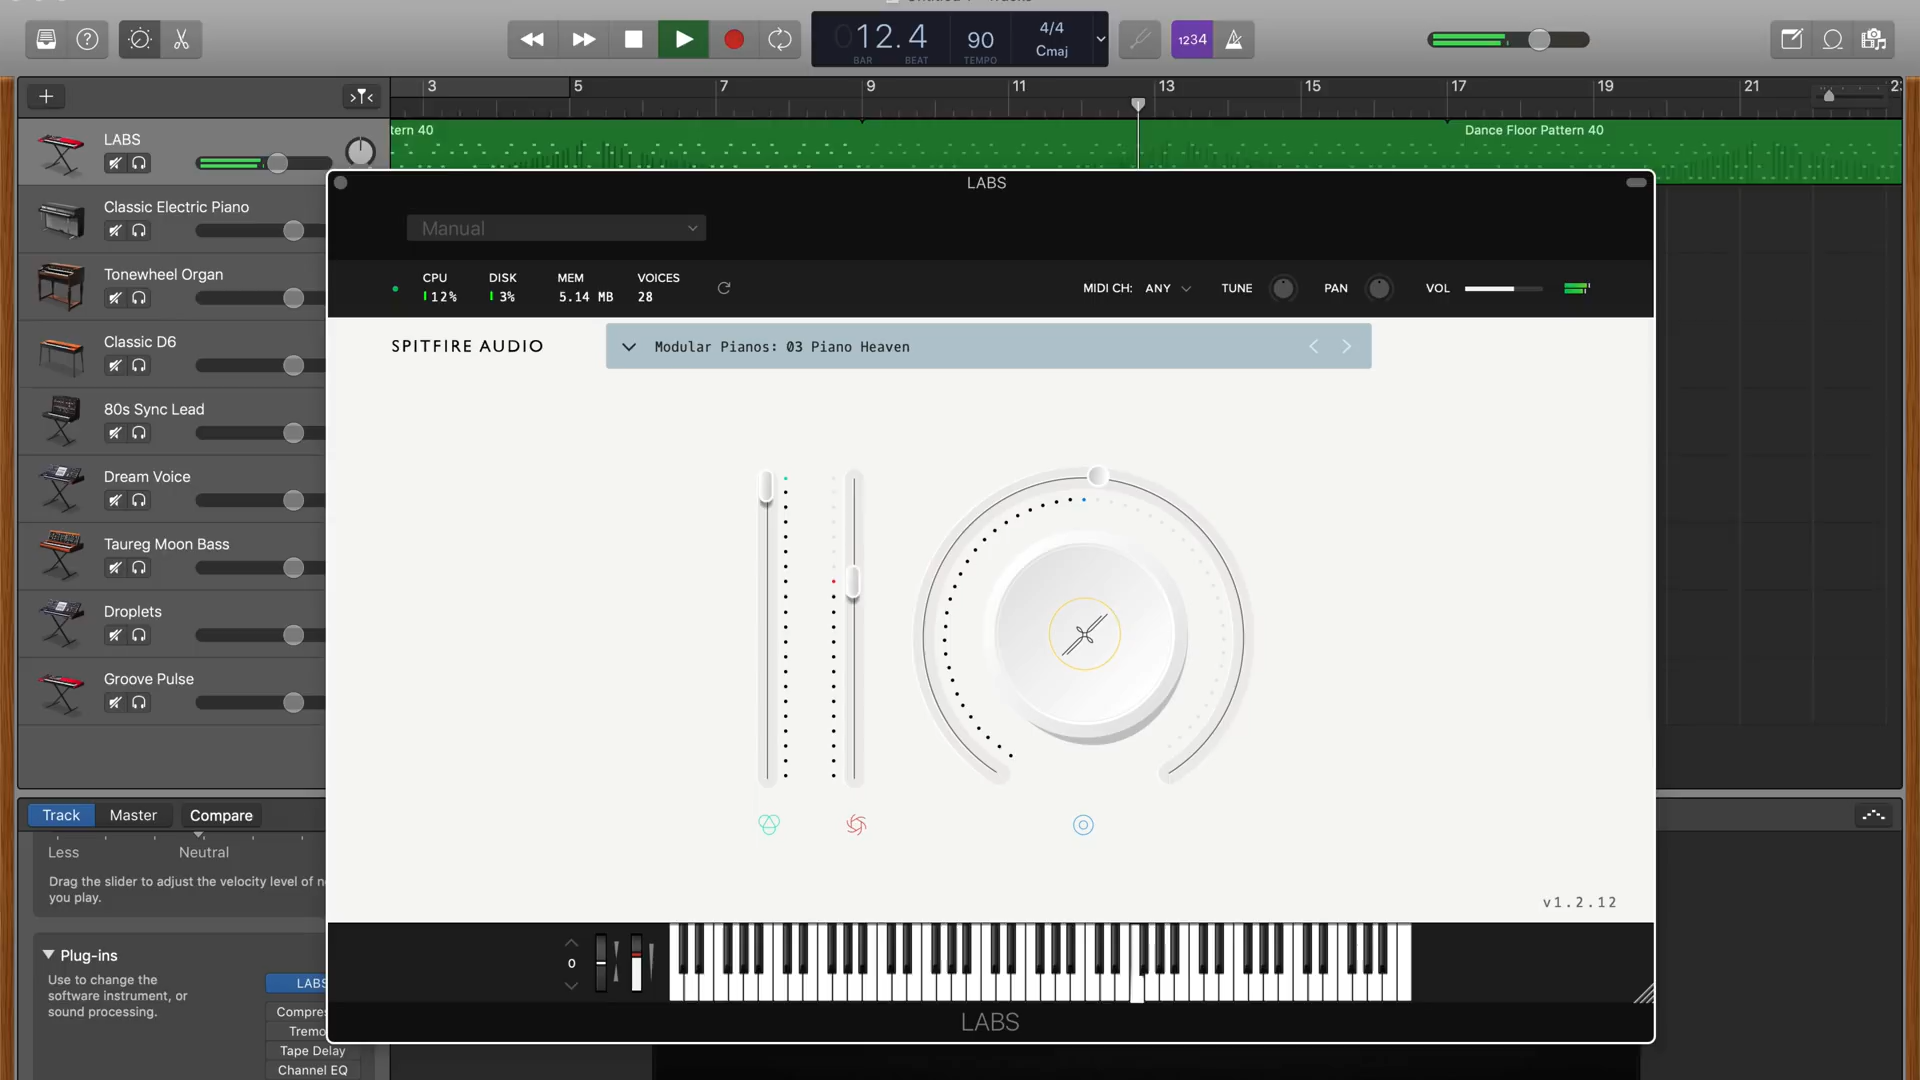 012.4
BAR
BEAT
90
TEMPO
4/4
Cmaj
1234
3
5
7
9
11
13
15
17
19
21
LABS
tern 40
Dance Floor Pattern 40
Classic Electric Piano
Tonewheel Organ
Classic D6
80s Sync Lead
Dream Voice
Taureg Moon Bass
Droplets
Groove Pulse
LABS
Manual
CPU
12%
DISK
3%
MEM
5.14 MB
VOICES
28
MIDI CH: ANY
TUNE
PAN
VOL
SPITFIRE AUDIO
Modular Pianos: 03 Piano Heaven
v1.2.12
0
LABS
Track
Master
Compare
Less
Neutral
Drag the slider to adjust the velocity level of
you play.
Plug-ins
Use to change the
software instrument, or
sound processing.
LABS
Compre
Tremo
Tape Delay
Channel EQ